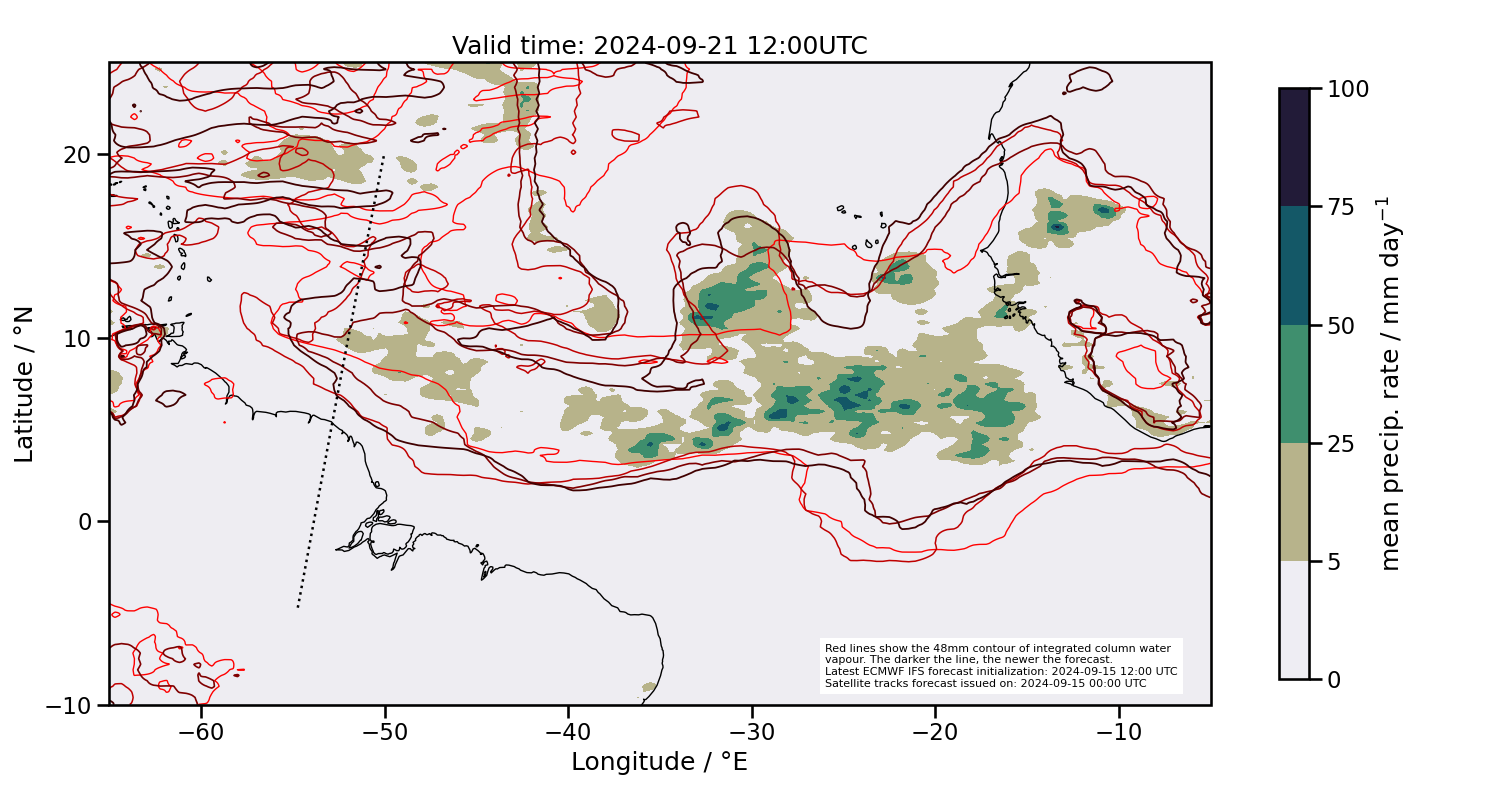 Valid time: 2024-09-21 12:00UTC
20
10
0
−10
Latitude / °N
−60
−50
−40
−30
−20
−10
Longitude / °E
Red lines show the 48mm contour of integrated column water
vapour. The darker the line, the newer the forecast.
Latest ECMWF IFS forecast initialization: 2024-09-15 12:00 UTC
Satellite tracks forecast issued on: 2024-09-15 00:00 UTC
100
75
50
25
5
0
mean precip. rate / mm day⁻¹